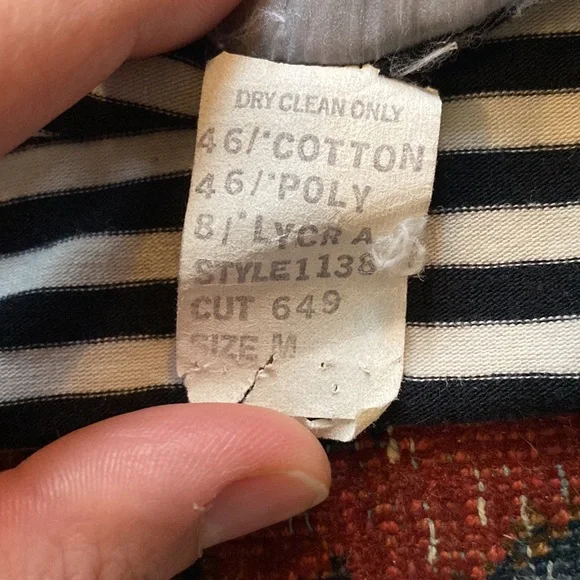 DRY CLEAN ONLY
46/°COTTON
46/°POLY
8/°LYCRA
STYLE1138
CUT 649
SIZE M